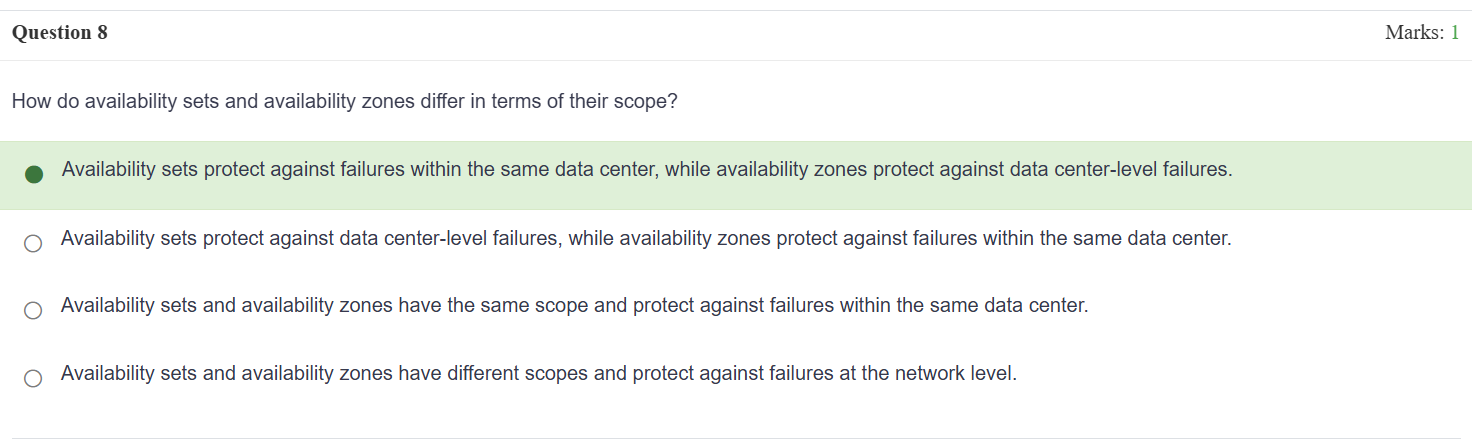 Question 8
Marks: 1
How do availability sets and availability zones differ in terms of their scope?
Availability sets protect against failures within the same data center, while availability zones protect against data center-level failures.
Availability sets protect against data center-level failures, while availability zones protect against failures within the same data center.
Availability sets and availability zones have the same scope and protect against failures within the same data center.
Availability sets and availability zones have different scopes and protect against failures at the network level.